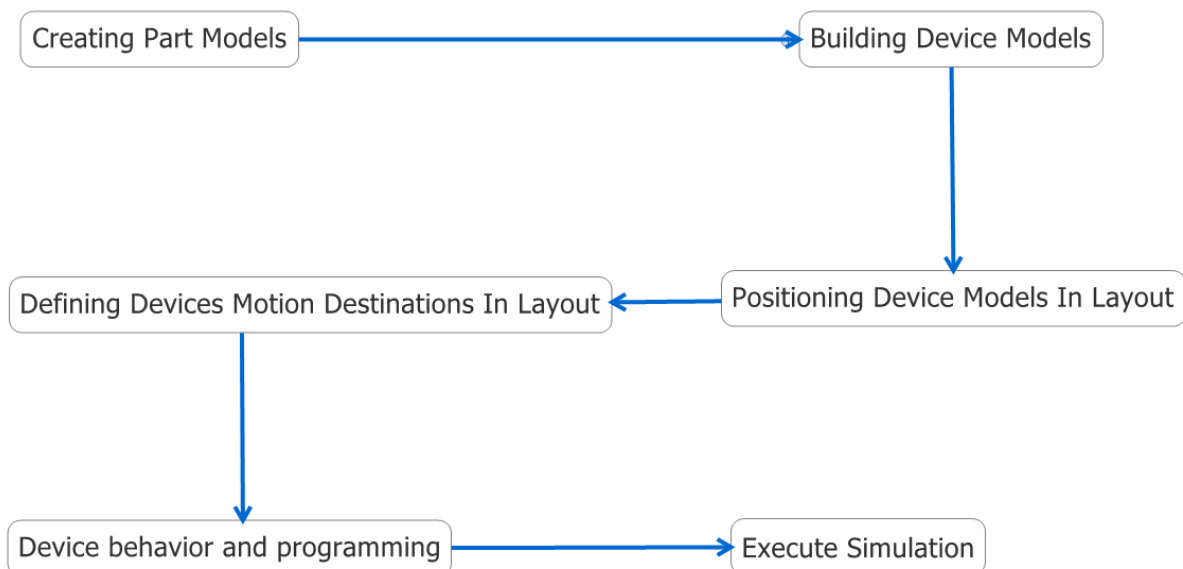 Creating Part Models
Building Device Models
Positioning Device Models In Layout
Defining Devices Motion Destinations In Layout
Device behavior and programming
Execute Simulation